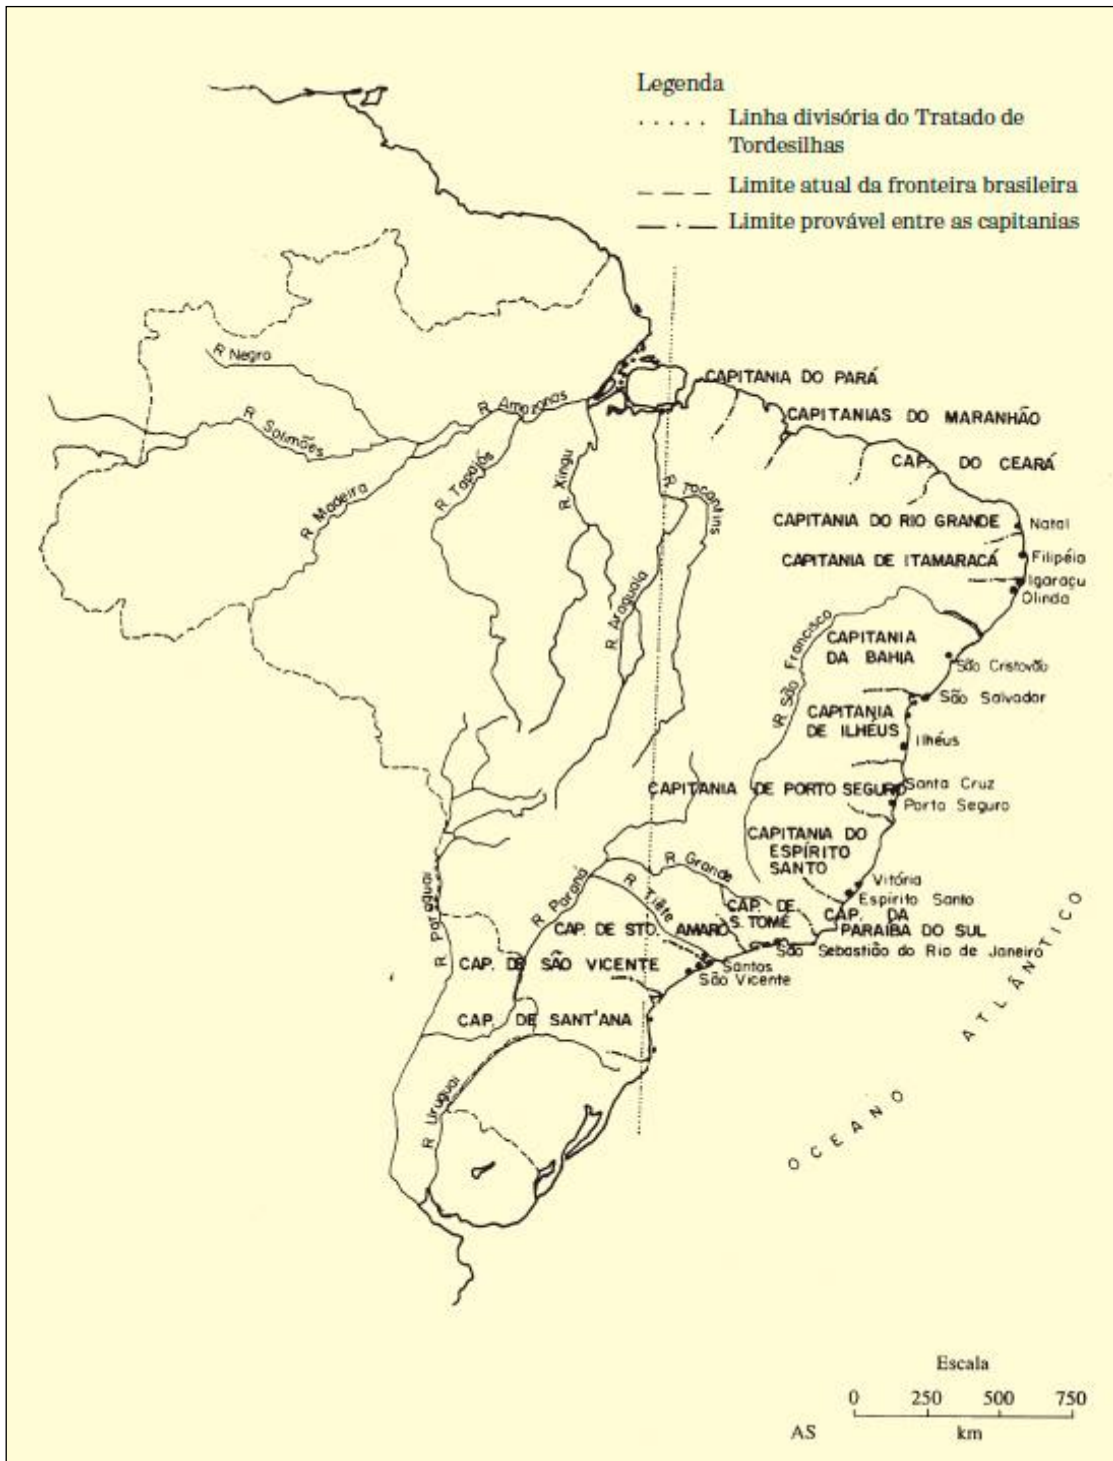 Legenda
Linha divisória do Tratado de
Tordesilhas
Limite atual da fronteira brasileira
Limite provável entre as capitanias
R Negro
R Solimões
R Amazonas
R Madeira
R Tapajós
R. Xingu
R Tocantins
R Araguaia
CAPITANIA DO PARÁ
CAPITANIAS DO MARANHÃO
CAP. DO CEARÁ
CAPITANIA DO RIO GRANDE
Natal
CAPITANIA DE ITAMARACÁ
Filipéia
Igaraçu
Olinda
R São Francisco
CAPITANIA
DA BAHIA
São Cristovão
São Salvador
CAPITANIA
DE ILHÉUS
Ilhéus
CAPITANIA DE PORTO SEGURO
Santa Cruz
Porto Seguro
CAPITANIA DO
ESPÍRITO
SANTO
Vitória
Espírito Santo
R Grande
R Tiête
R Paraná
R Paraguai
CAP. DE
S. TOMÉ
CAP. DA
PARAÍBA DO SUL
CAP. DE STO. AMARO
São Sebastião do Rio de Janeiro
CAP. DE SÃO VICENTE
Santos
São Vicente
CAP. DE SANT'ANA
R Uruguai
OCEANO ATLÂNTICO
Escala
0 250 500 750
km
AS